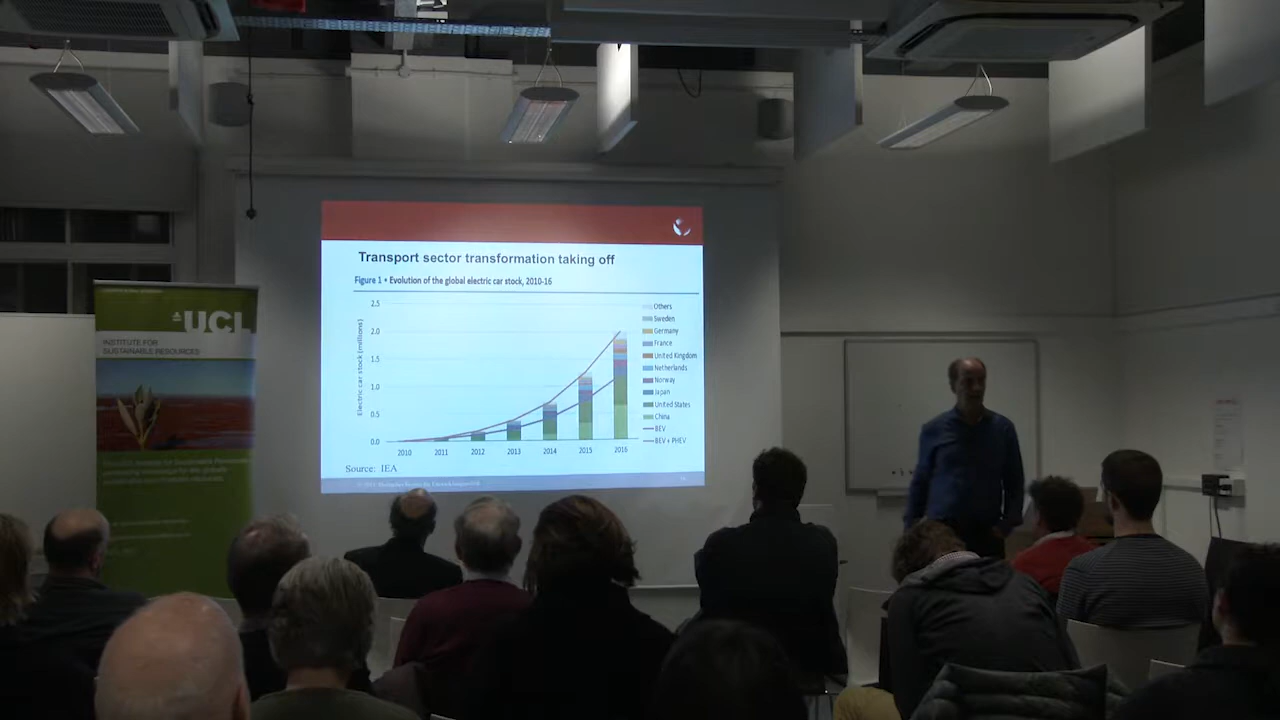 Transport sector transformation taking off
Figure 1 • Evolution of the global electric car stock, 2010-16
Electric car stock (millions)
2.5
2.0
1.5
1.0
0.5
0.0
2010
2011
2012
2013
2014
2015
2016
Others
Sweden
Germany
France
United Kingdom
Netherlands
Norway
Japan
United States
China
BEV
BEV + PHEV
Source: IEA
UCL
INSTITUTE FOR
SUSTAINABLE RESOURCES